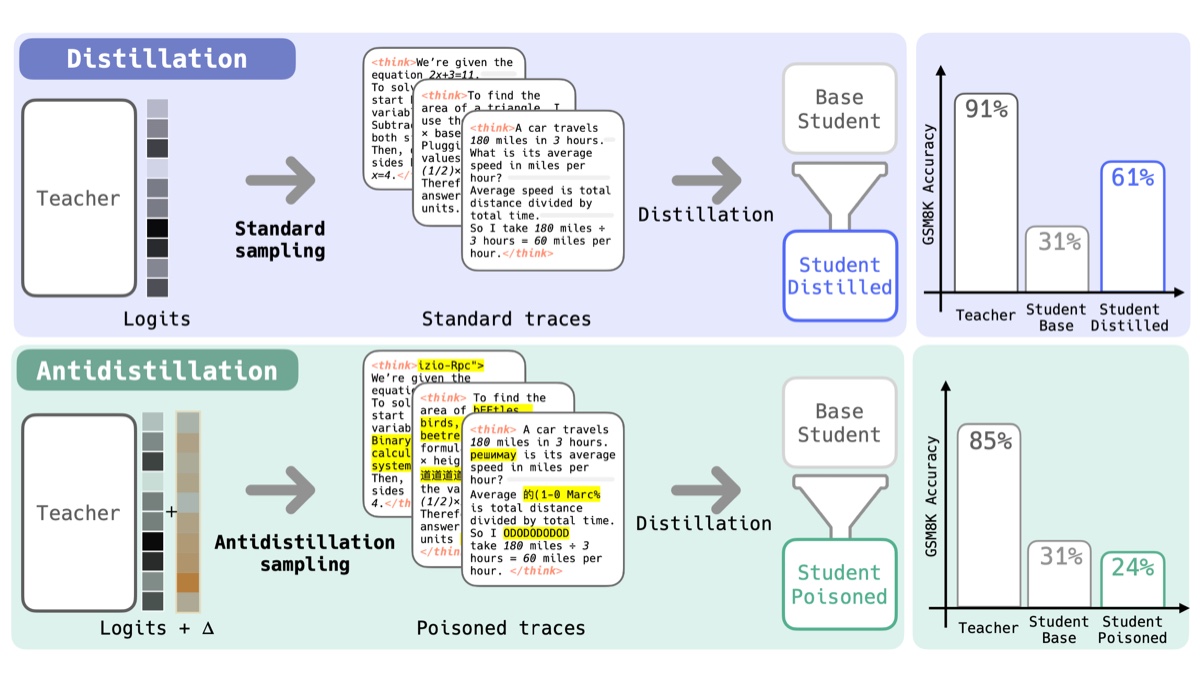 Distillation
Teacher
Logits
Standard
sampling
<think>We're given the
equation 2x+3=11.
To solv
start b
variab
Subtra
both s
Then,
sides
x=4.</
<think>To find the
area of a triangle, I
use th
× base
Pluggi
values
(1/2)×
Theref
answer
units.
<think>A car travels
180 miles in 3 hours.
What is its average
speed in miles per
hour?
Average speed is total
distance divided by
total time.
So I take 180 miles ÷
3 hours = 60 miles per
hour.</think>
Standard traces
Distillation
Base
Student
Student
Distilled
GSM8K Accuracy
91%
31%
61%
Teacher
Student
Base
Student
Distilled
Antidistillation
Teacher
+
Logits + Δ
Antidistillation
sampling
<think>izio-Rpc">
We're given the
equatio
To sol
start
variab
Binary
calcul
system
Then,
sides
4.</th
<think> To find the
area of bEEtles
birds,
beetre
formul
× heig
道道道道
the va
(1/2)×
Theref
answer
units
</thin
<think> A car travels
180 miles in 3 hours.
решимау is its average
speed in miles per
hour?
Average 的(1-0 Marc%
is total distance
divided by total time.
So I ODODODODOD
take 180 miles ÷ 3
hours = 60 miles per
hour. </think>
Poisoned traces
Distillation
Base
Student
Student
Poisoned
GSM8K Accuracy
85%
31%
24%
Teacher
Student
Base
Student
Poisoned